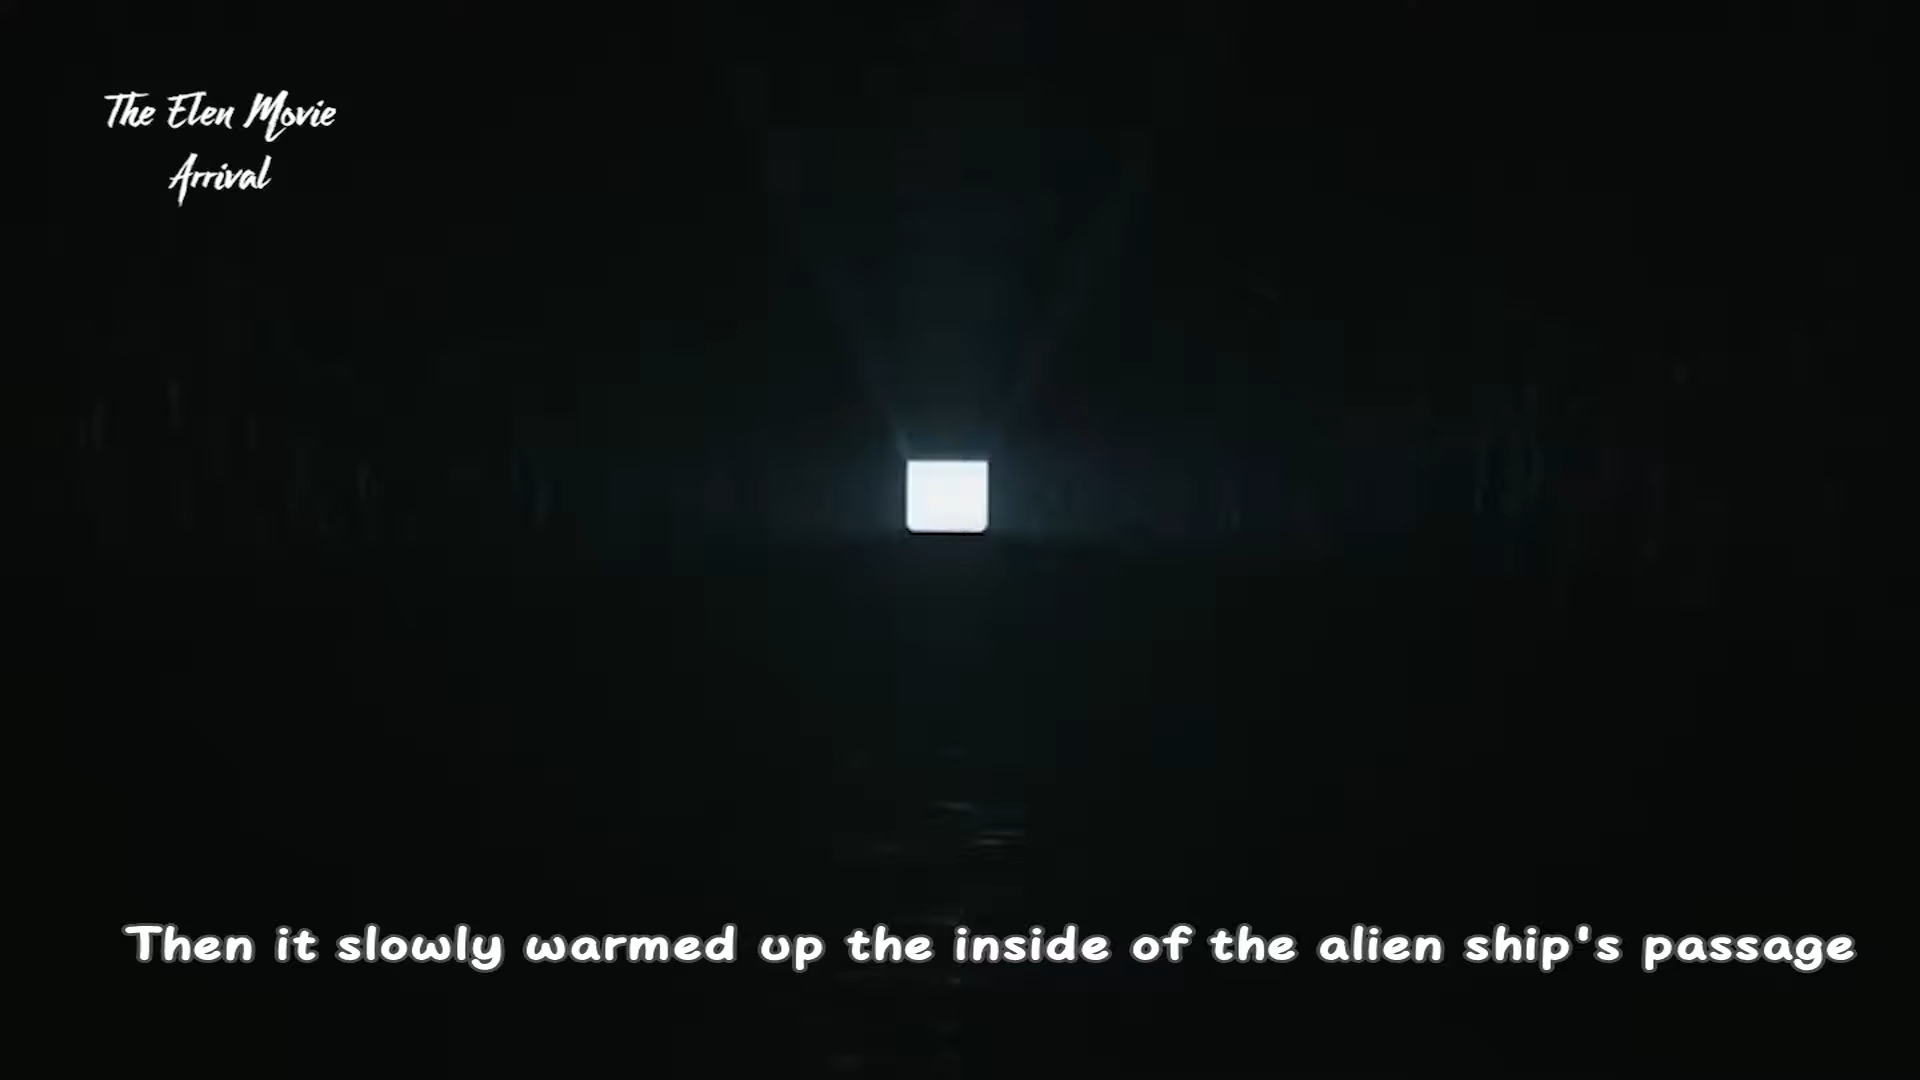 The Elen Movie
Arrival
Then it slowly warmed up the inside of the alien ship's passage